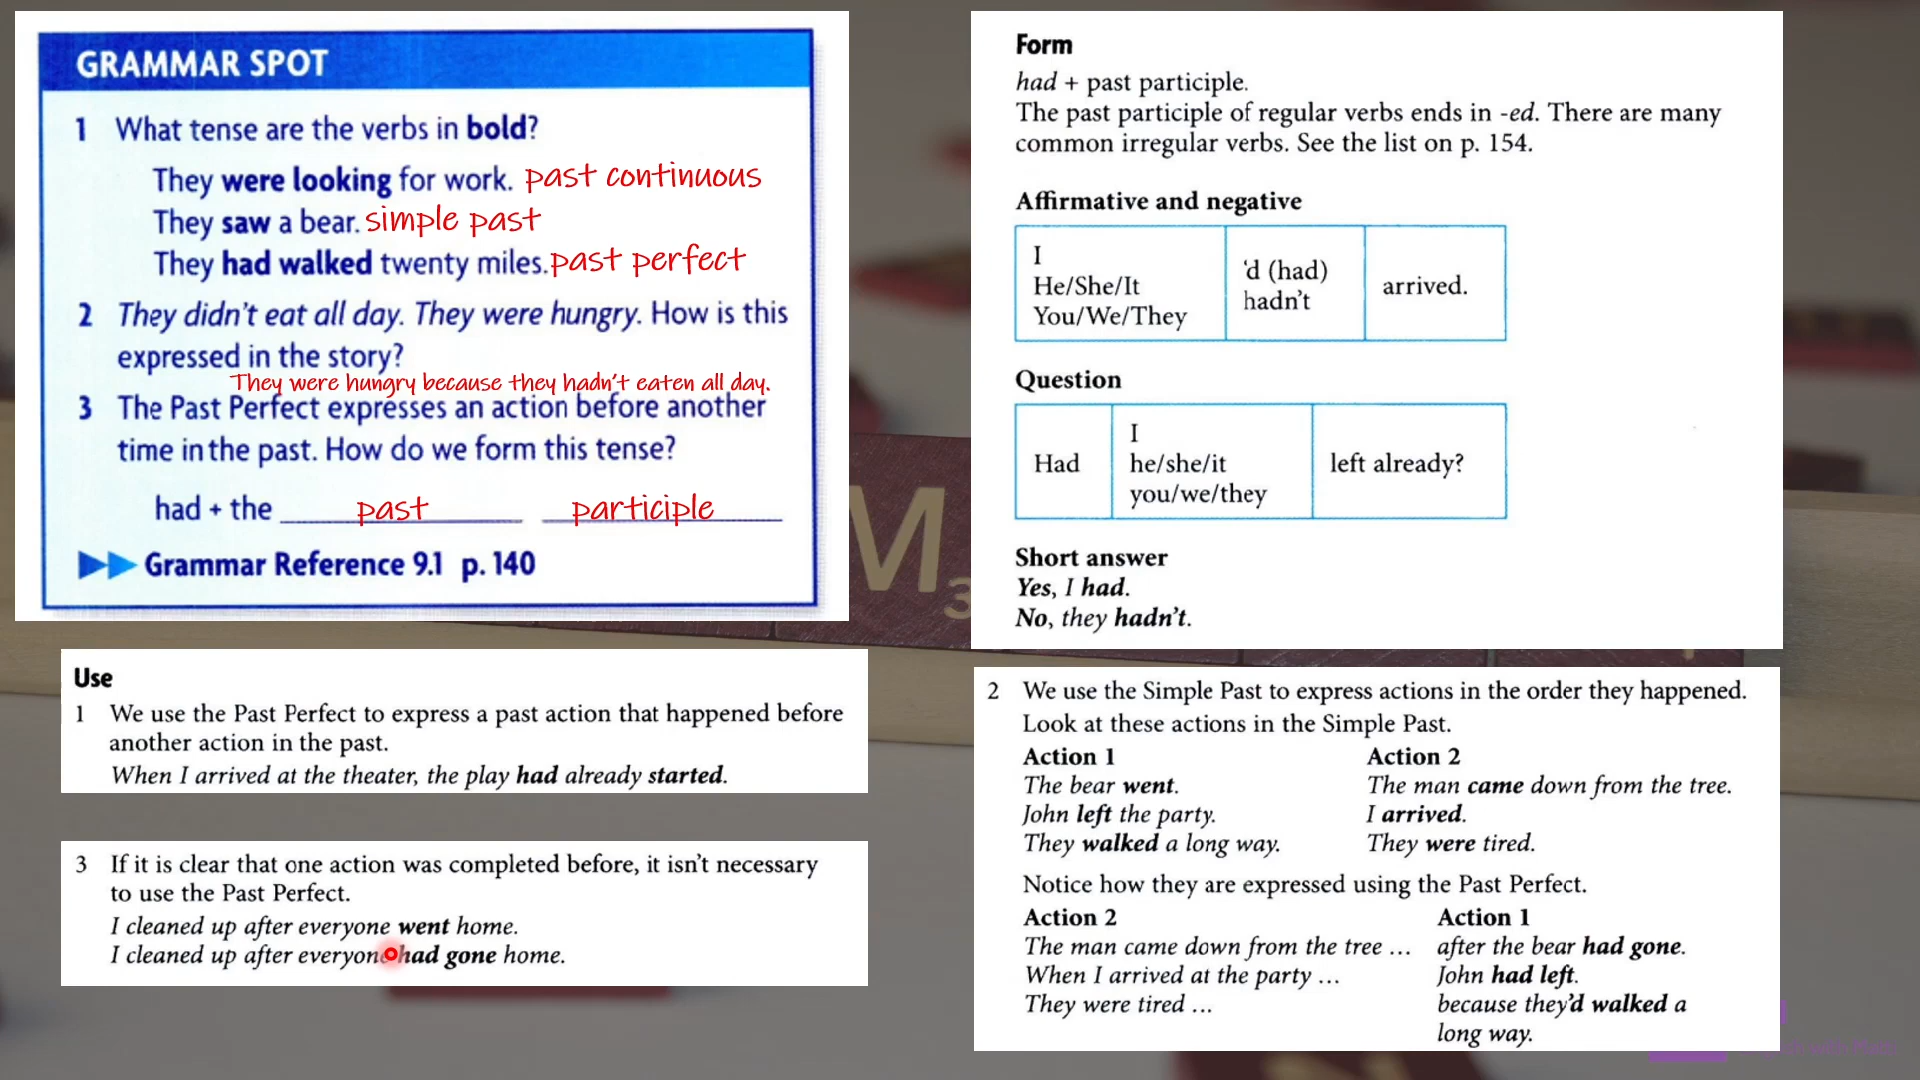 GRAMMAR SPOT
1 What tense are the verbs in bold?
They were looking for work. past continuous
They saw a bear. simple past
They had walked twenty miles. past perfect
2 They didn't eat all day. They were hungry. How is this
expressed in the story?
They were hungry because they hadn't eaten all day.
3 The Past Perfect expresses an action before another
time in the past. How do we form this tense?
had + the past participle
Grammar Reference 9.1 p. 140
Form
had + past participle.
The past participle of regular verbs ends in -ed. There are many
common irregular verbs. See the list on p. 154.
Affirmative and negative
I
He/She/It
You/We/They
'd (had)
hadn't
arrived.
Question
Had
I
he/she/it
you/we/they
left already?
Short answer
Yes, I had.
No, they hadn't.
M3
Use
1 We use the Past Perfect to express a past action that happened before
another action in the past.
When I arrived at the theater, the play had already started.
3 If it is clear that one action was completed before, it isn't necessary
to use the Past Perfect.
I cleaned up after everyone went home.
I cleaned up after everyone had gone home.
2 We use the Simple Past to express actions in the order they happened.
Look at these actions in the Simple Past.
Action 1 Action 2
The bear went. The man came down from the tree.
John left the party. I arrived.
They walked a long way. They were tired.
Notice how they are expressed using the Past Perfect.
Action 2 Action 1
The man came down from the tree … after the bear had gone.
When I arrived at the party … John had left.
They were tired … because they'd walked a
long way.